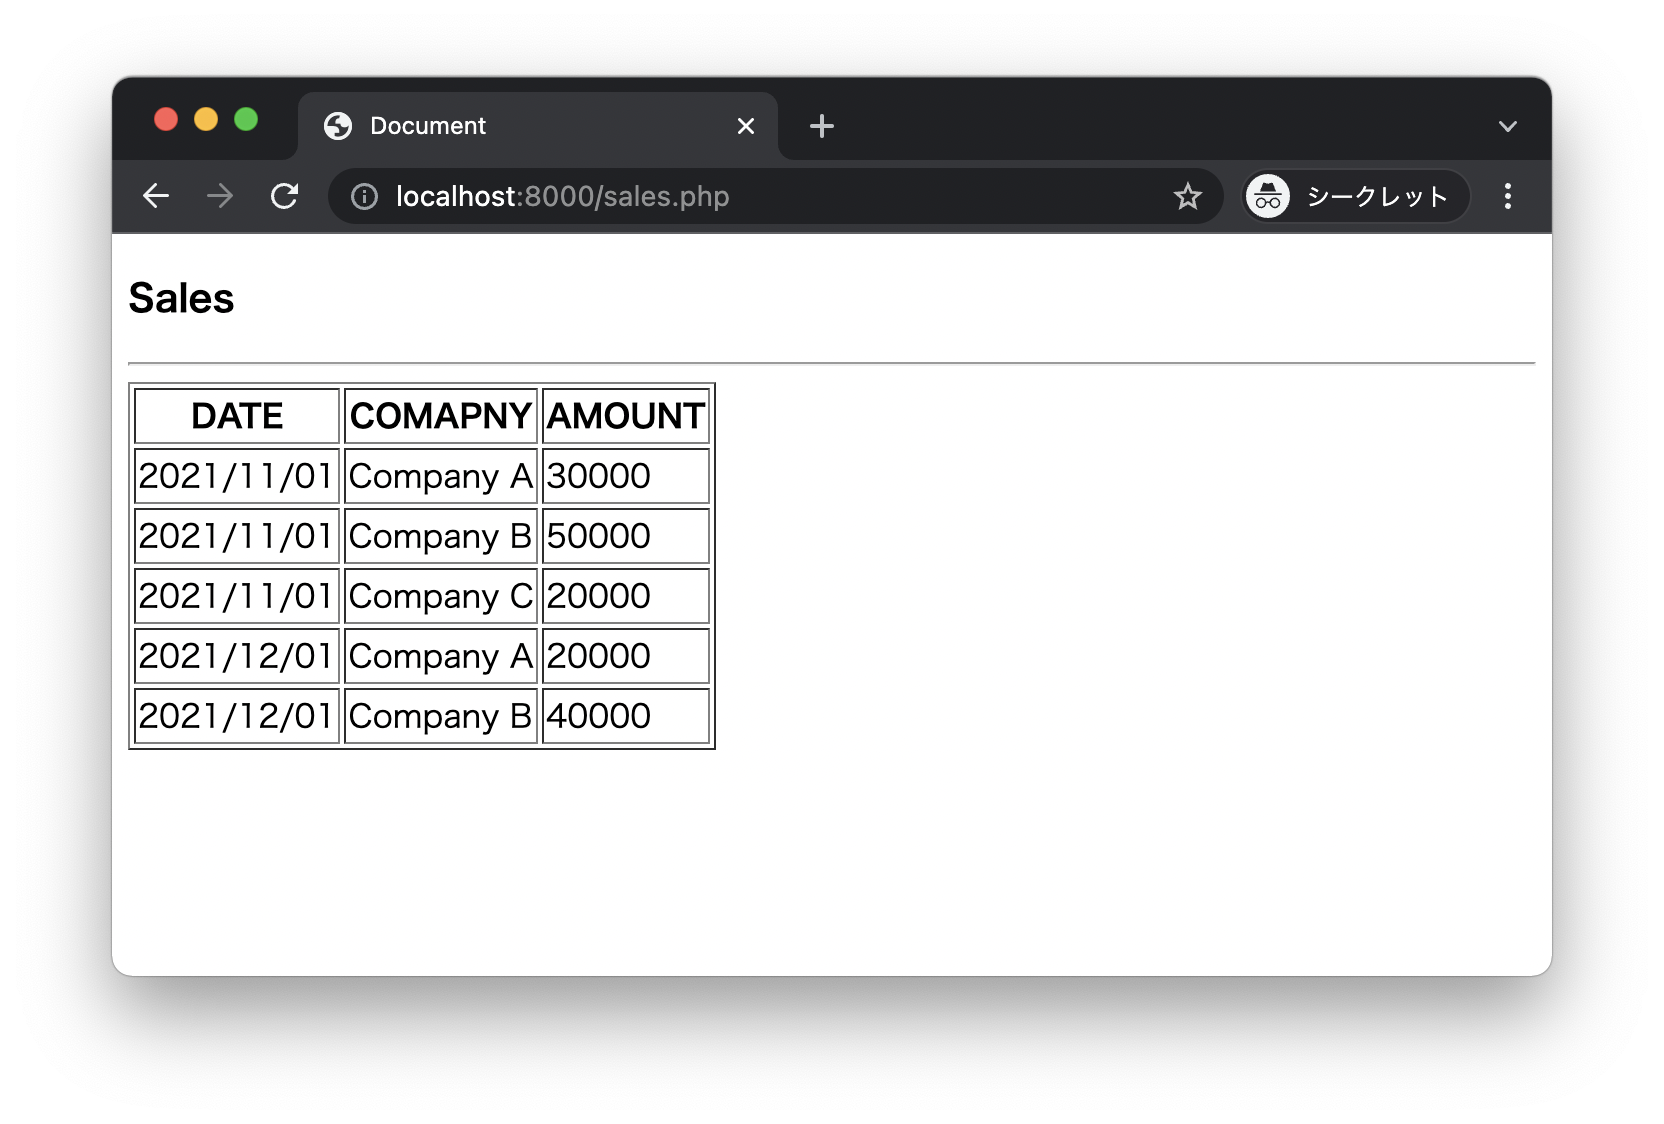 Document
localhost:8000/sales.php シークレット
Sales
DATE COMAPNY AMOUNT
2021/11/01 Company A 30000
2021/11/01 Company B 50000
2021/11/01 Company C 20000
2021/12/01 Company A 20000
2021/12/01 Company B 40000